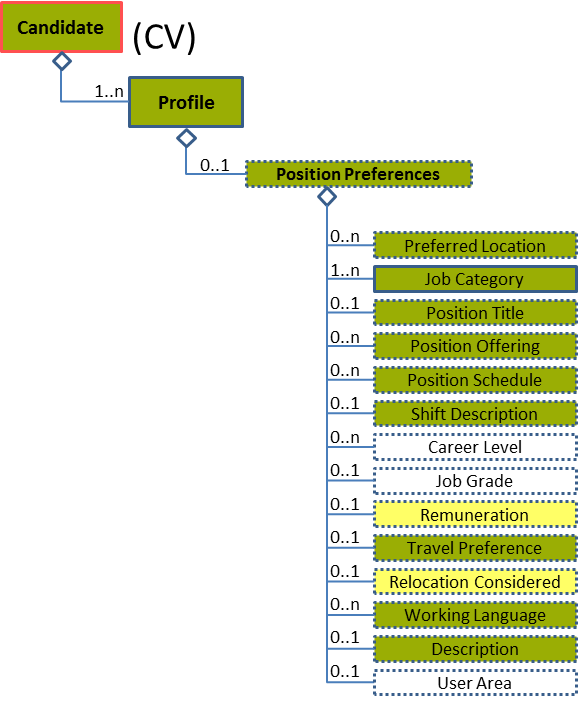 Candidate
(CV)
1..n
Profile
0..1
Position Preferences
0..n
Preferred Location
1..n
Job Category
0..1
Position Title
0..n
Position Offering
0..n
Position Schedule
0..1
Shift Description
0..n
Career Level
0..1
Job Grade
0..1
Remuneration
0..1
Travel Preference
0..1
Relocation Considered
0..n
Working Language
0..1
Description
0..1
User Area